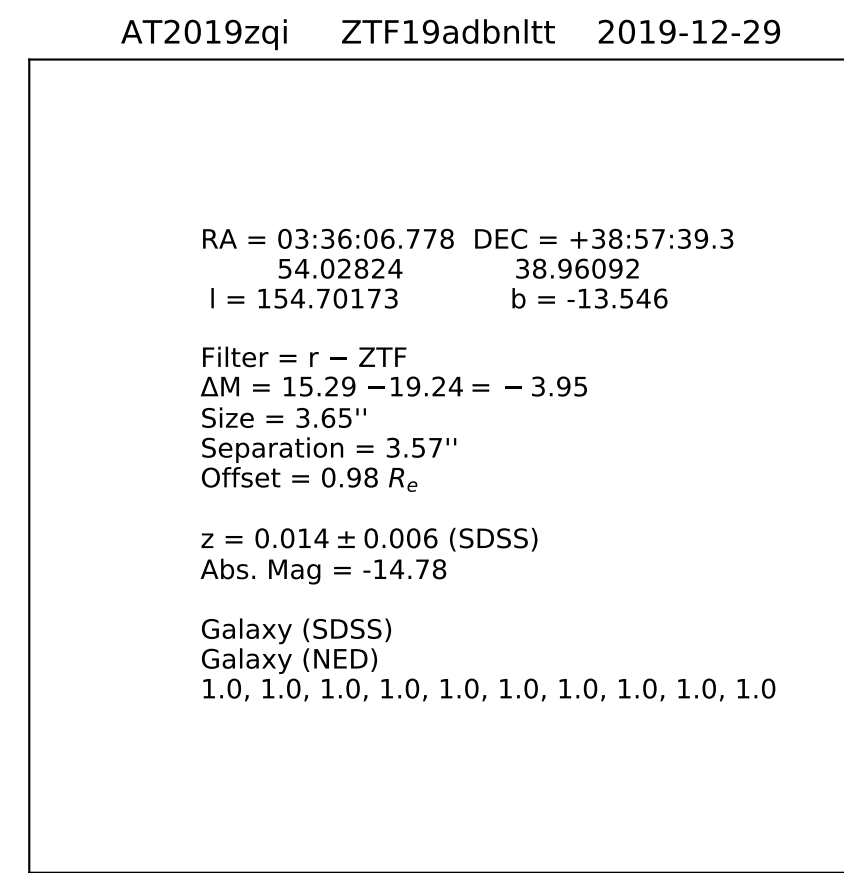 AT2019zqi ZTF19adbnltt 2019-12-29
RA = 03:36:06.778 DEC = +38:57:39.3
54.02824 38.96092
l = 154.70173 b = -13.546
Filter = r − ZTF
ΔM = 15.29 −19.24 = − 3.95
Size = 3.65''
Separation = 3.57''
Offset = 0.98 Rₑ
z = 0.014 ± 0.006 (SDSS)
Abs. Mag = -14.78
Galaxy (SDSS)
Galaxy (NED)
1.0, 1.0, 1.0, 1.0, 1.0, 1.0, 1.0, 1.0, 1.0, 1.0